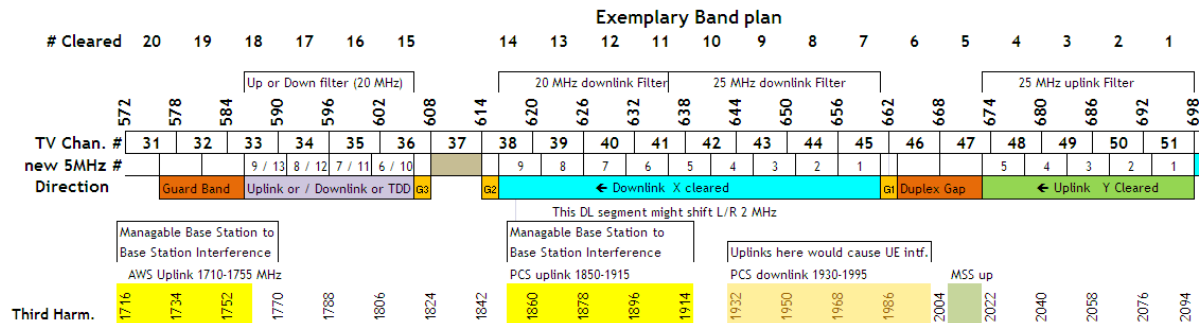 Exemplary Band plan
# Cleared 20 19 18 17 16 15 14 13 12 11 10 9 8 7 6 5 4 3 2 1
Up or Down filter (20 MHz) 20 MHz downlink Filter 25 MHz downlink Filter 25 MHz uplink Filter
572 578 584 590 596 602 608 614 620 626 632 638 644 650 656 662 668 674 680 686 692 698
TV Chan. # 31 32 33 34 35 36 37 38 39 40 41 42 43 44 45 46 47 48 49 50 51
new 5MHz # 9 / 13 8 / 12 7 / 11 6 / 10 9 8 7 6 5 4 3 2 1 5 4 3 2 1
Direction Guard Band Uplink or / Downlink or TDD G3 G2 ← Downlink X cleared G1 Duplex Gap ← Uplink Y Cleared
This DL segment might shift L/R 2 MHz
Managable Base Station to Managable Base Station to
Base Station Interference Base Station Interference Uplinks here would cause UE intf.
AWS Uplink 1710-1755 MHz PCS uplink 1850-1915 PCS downlink 1930-1995 MSS up
Third Harm. 1716 1734 1752 1770 1788 1806 1824 1842 1860 1878 1896 1914 1932 1950 1968 1986 2004 2022 2040 2058 2076 2094